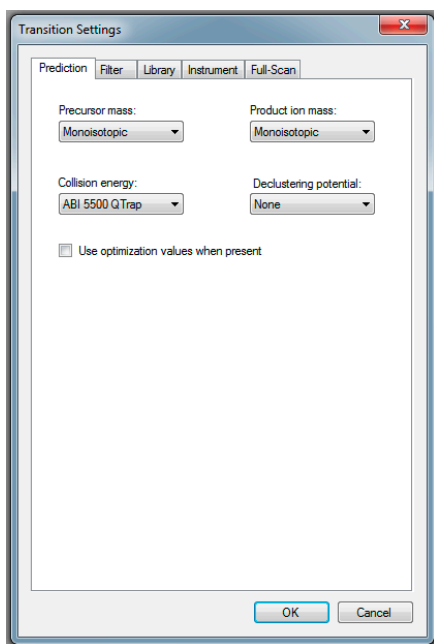 Transition Settings
Prediction Filter Library Instrument Full-Scan
Precursor mass: Product ion mass:
Monoisotopic Monoisotopic
Collision energy: Declustering potential:
ABI 5500 QTrap None
Use optimization values when present
OK Cancel